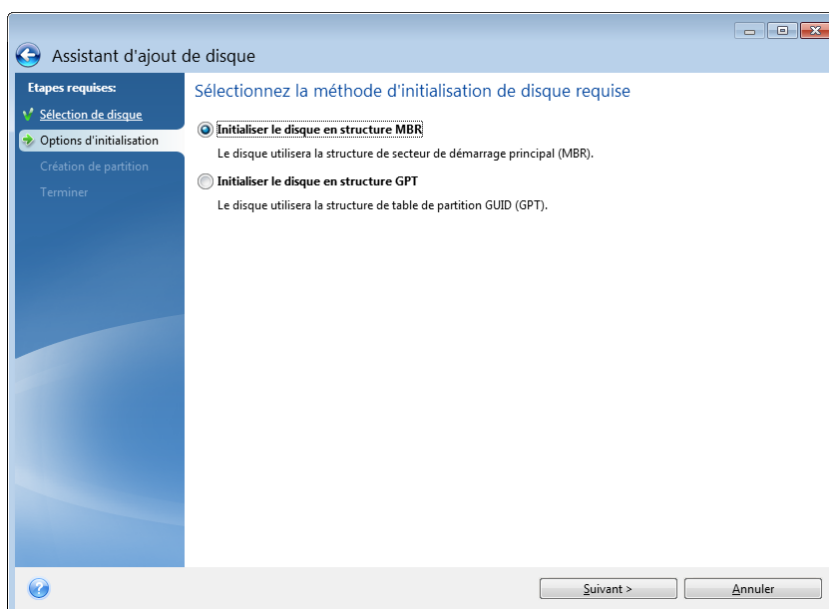 Assistant d'ajout de disque
Etapes requises:
Sélection de disque
Options d'initialisation
Création de partition
Terminer
Sélectionnez la méthode d'initialisation de disque requise
Initialiser le disque en structure MBR
Le disque utilisera la structure de secteur de démarrage principal (MBR).
Initialiser le disque en structure GPT
Le disque utilisera la structure de table de partition GUID (GPT).
Suivant >
Annuler